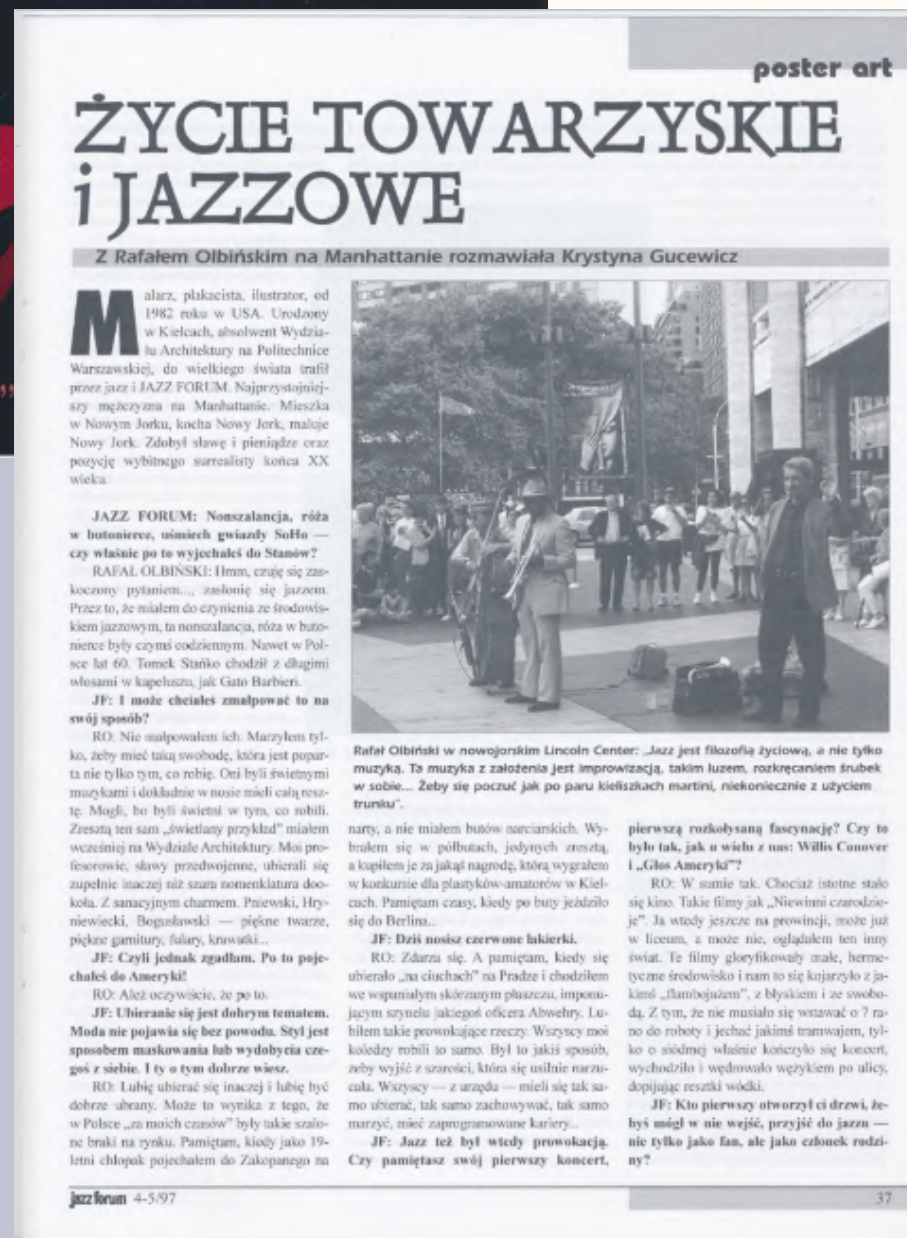 poster art
ŻYCIE TOWARZYSKIE
i JAZZOWE
Z Rafałem Olbińskim na Manhattanie rozmawiała Krystyna Gucewicz
Malarz, plakacista, ilustrator, od
1982 roku w USA. Urodzony
w Kielcach, absolwent Wydzia-
łu Architektury na Politechnice
Warszawskiej, do wielkiego świata trafił
przez jazz i JAZZ FORUM. Najprzystojniej-
szy mężczyzna na Manhattanie. Mieszka
w Nowym Jorku, kocha Nowy Jork, maluje
Nowy Jork. Zdobył sławę i pieniądze oraz
pozycję wybitnego surrealisty końca XX
wieku.
JAZZ FORUM: Nonszalancja, róża
w butonierce, uśmiech gwiazdy SoHo —
czy właśnie po to wyjechałeś do Stanów?
RAFAŁ OLBIŃSKI: Hmm, czuję się zas-
koczony pytaniem..., zasłonię się jazzem.
Przez to, że miałem do czynienia ze środowis-
kiem jazzowym, ta nonszalancja, róża w buto-
nierce były czymś codziennym. Nawet w Pol-
sce lat 60. Tomek Stańko chodził z długimi
włosami w kapeluszu, jak Gato Barbieri.
JF: I może chciałeś zmałpować to na
swój sposób?
RO: Nie małpowałem ich. Marzyłem tyl-
ko, żeby mieć taką swobodę, która jest popar-
ta nie tylko tym, co robię. Oni byli świetnymi
muzykami i dokładnie w nosie mieli całą resz-
tę. Mogli, bo byli świetni w tym, co robili.
Zresztą ten sam „świetlany przykład” miałem
wcześniej na Wydziale Architektury. Moi pro-
fesorowie, sławy przedwojenne, ubierali się
zupełnie inaczej niż szara nomenklatura doo-
koła. Z sanacyjnym charmem. Pniewski, Hry-
niewiecki, Bogusławski — piękne twarze,
piękne garnitury, fulary, krawatki...
JF: Czyli jednak zgadłam. Po to poje-
chałeś do Ameryki!
RO: Ależ oczywiście, że po to.
JF: Ubieranie się jest dobrym tematem.
Moda nie pojawia się bez powodu. Styl jest
sposobem maskowania lub wydobycia cze-
goś z siebie. I ty o tym dobrze wiesz.
RO: Lubię ubierać się inaczej i lubię być
dobrze ubrany. Może to wynika z tego, że
w Polsce „za moich czasów” były takie szalo-
ne braki na rynku. Pamiętam, kiedy jako 19-
letni chłopak pojechałem do Zakopanego na
Rafał Olbiński w nowojorskim Lincoln Center: „Jazz jest filozofią życiową, a nie tylko
muzyką. Ta muzyka z założenia jest improwizacją, takim luzem, rozkręcaniem śrubek
w sobie... Żeby się poczuć jak po paru kieliszkach martini, niekoniecznie z użyciem
trunku”.
narty, a nie miałem butów narciarskich. Wy-
brałem się w półbutach, jedynych zresztą,
a kupiłem je za jakąś nagrodę, którą wygrałem
w konkursie dla plastyków-amatorów w Kiel-
cach. Pamiętam czasy, kiedy po buty jeździło
się do Berlina...
JF: Dziś nosisz czerwone lakierki.
RO: Zdarza się. A pamiętam, kiedy się
ubierało „na ciuchach” na Pradze i chodziłem
we wspaniałym skórzanym płaszczu, imponu-
jącym szynelu jakiegoś oficera Abwehry. Lu-
biłem takie prowokujące rzeczy. Wszyscy moi
koledzy robili to samo. Był to jakiś sposób,
żeby wyjść z szarości, która się usilnie narzu-
cała. Wszyscy — z urzędu — mieli się tak sa-
mo ubierać, tak samo zachowywać, tak samo
marzyć, mieć zaprogramowane kariery...
JF: Jazz też był wtedy prowokacją.
Czy pamiętasz swój pierwszy koncert,
pierwszą rozkołysaną fascynację? Czy to
było tak, jak u wielu z nas: Willis Conover
i „Głos Ameryki”?
RO: W sumie tak. Chociaż istotne stało
się kino. Takie filmy jak „Niewinni czarodzie-
je”. Ja wtedy jeszcze na prowincji, może już
w liceum, a może nie, oglądałem ten inny
świat. Te filmy gloryfikowały małe, herme-
tyczne środowisko i nam to się kojarzyło z ja-
kimś „flambojażem”, z błyskiem i ze swobo-
dą. Z tym, że nie musiało się wstawać o 7 ra-
no do roboty i jechać jakimś tramwajem, tyl-
ko o siódmej właśnie kończyło się koncert,
wychodziło i wędrowało wężykiem po ulicy,
dopijając resztki wódki.
JF: Kto pierwszy otworzył ci drzwi, że-
byś mógł w nie wejść, przyjść do jazzu —
nie tylko jako fan, ale jako członek rodzi-
ny?
jazz forum 4-5/97
37